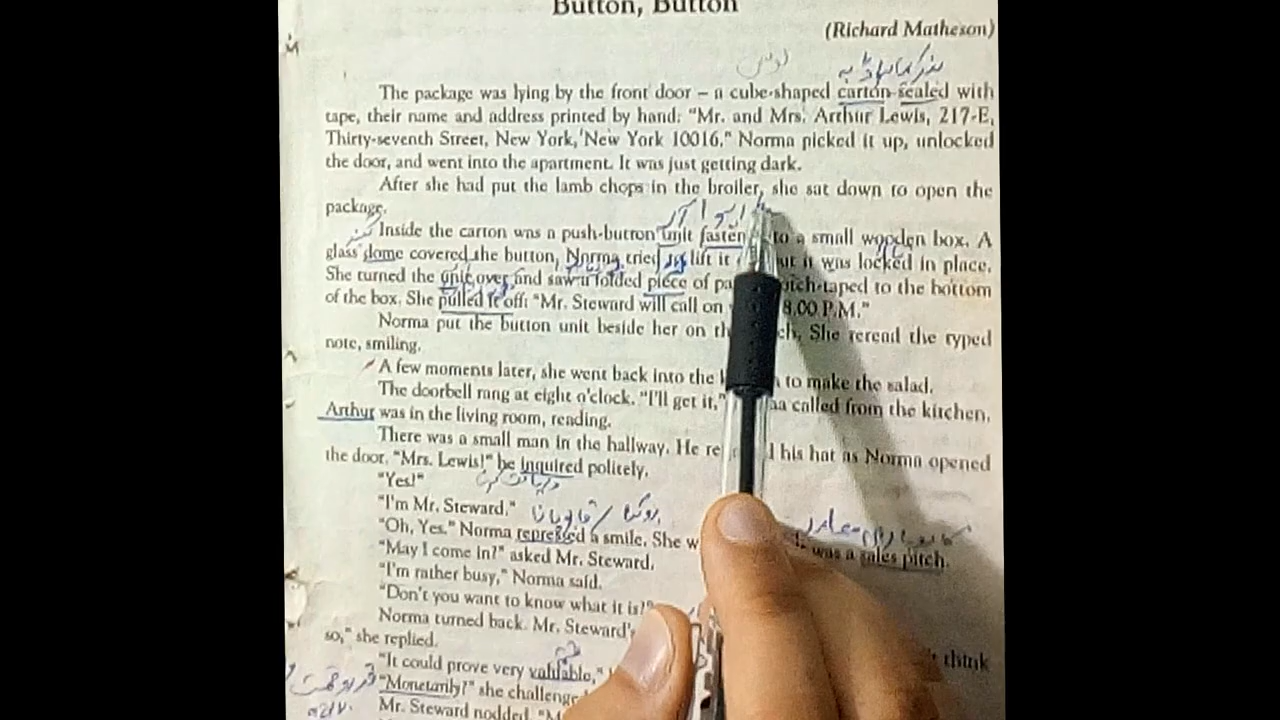 Button, Button
(Richard Matheson)
The package was lying by the front door – a cube-shaped carton sealed with
tape, their name and address printed by hand: "Mr. and Mrs. Arthur Lewis, 217-E,
Thirty-seventh Street, New York, New York 10016." Norma picked it up, unlocked
the door, and went into the apartment. It was just getting dark.
After she had put the lamb chops in the broiler, she sat down to open the
package.
Inside the carton was a push-button unit fasten to a small wooden box. A
glass dome covered the button, Norma tried lift it but it was locked in place.
She turned the unit over and saw a folded piece of taped to the bottom
of the box. She pulled it off: "Mr. Steward will call on 8.00 P.M."
Norma put the button unit beside her on She reread the typed
note, smiling.
A few moments later, she went back into the to make the salad.
The doorbell rang at eight o'clock. "I'll get it," called from the kitchen.
Arthur was in the living room, reading.
There was a small man in the hallway. He his hat as Norma opened
the door. "Mrs. Lewis!" he inquired politely.
"Yes!"
دریافت کرنا
"I'm Mr. Steward."
"Oh, Yes." Norma repressed a smile. She was a sales pitch.
"May I come in?" asked Mr. Steward.
"I'm rather busy," Norma said.
"Don't you want to know what it is?"
Norma turned back. Mr. Steward's
think
so," she replied.
"It could prove very valuable,"
"Monetarily?" she
Mr. Steward nodded.